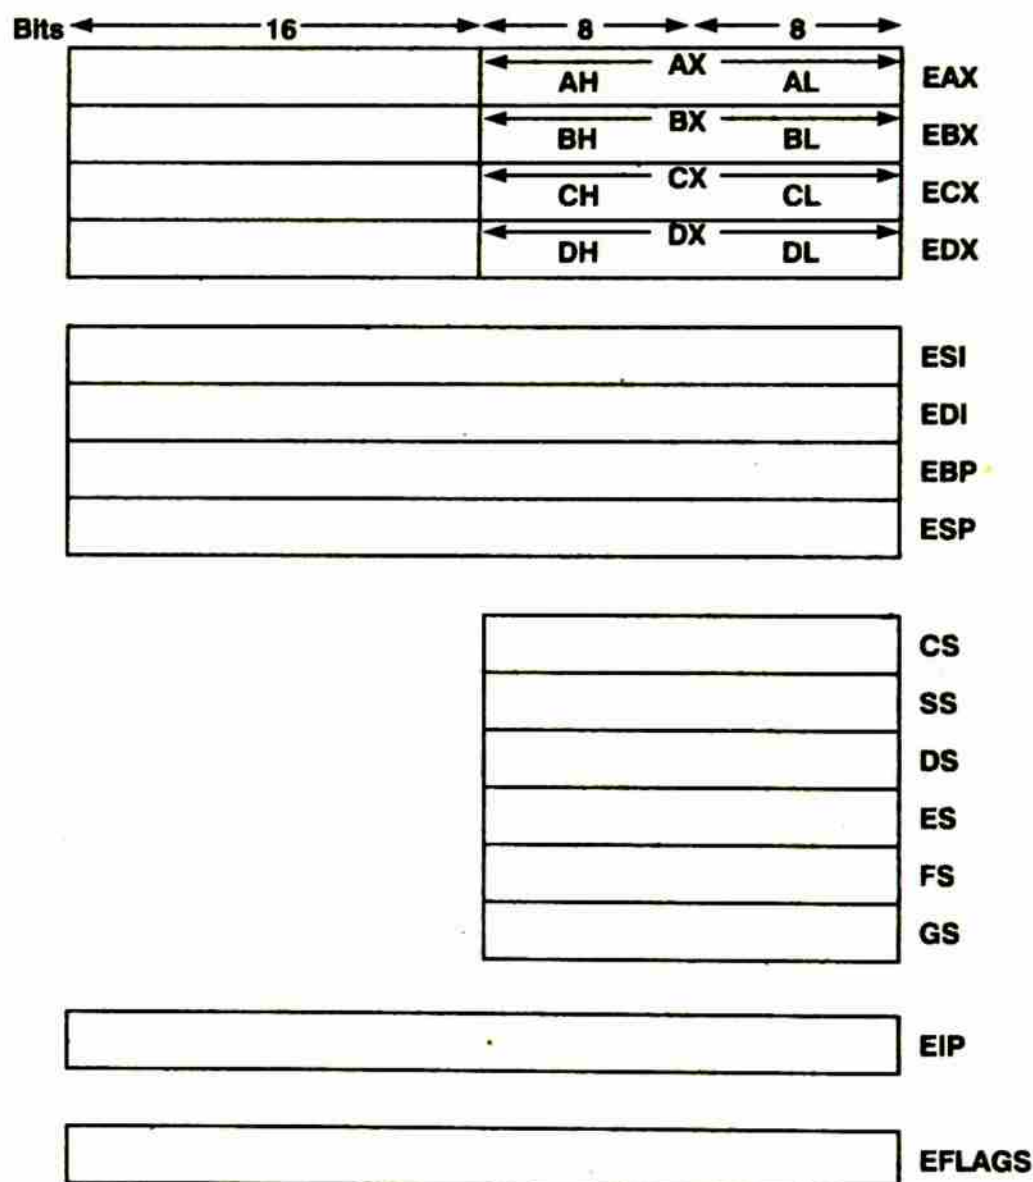 Bits 16 8 8
AX
AH AL EAX
BX
BH BL EBX
CX
CH CL ECX
DX
DH DL EDX
ESI
EDI
EBP
ESP
CS
SS
DS
ES
FS
GS
EIP
EFLAGS